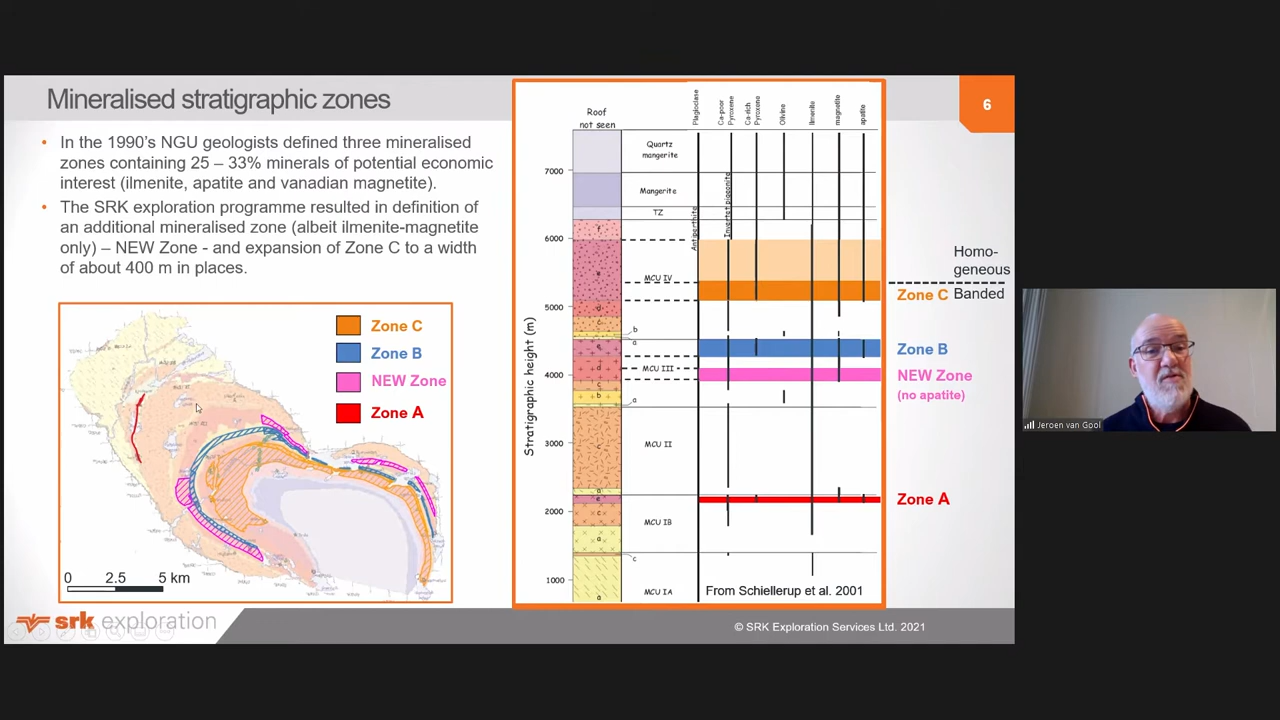 Mineralised stratigraphic zones
6
• In the 1990's NGU geologists defined three mineralised
zones containing 25 – 33% minerals of potential economic
interest (ilmenite, apatite and vanadian magnetite).
• The SRK exploration programme resulted in definition of
an additional mineralised zone (albeit ilmenite-magnetite
only) – NEW Zone - and expansion of Zone C to a width
of about 400 m in places.
Zone C
Zone B
NEW Zone
Zone A
0 2.5 5 km
Roof
not seen
Plagioclase
Ca-poor
Pyroxene
Ca-rich
Pyroxene
Olivine
Ilmenite
magnetite
apatite
Stratigraphic height (m)
7000
6000
5000
4000
3000
2000
1000
Quartz
mangerite
Mangerite
TZ
Antiperthite
Inverted pigeonite
MCU IV
MCU III
MCU II
MCU IB
MCU IA
f
e
d
c
b
a
e
d
c
b
a
c
a
e
c
a
c
a
From Schiellerup et al. 2001
Homo-
geneous
Zone C Banded
Zone B
NEW Zone
(no apatite)
Zone A
srk exploration
© SRK Exploration Services Ltd. 2021
Jeroen van Gool